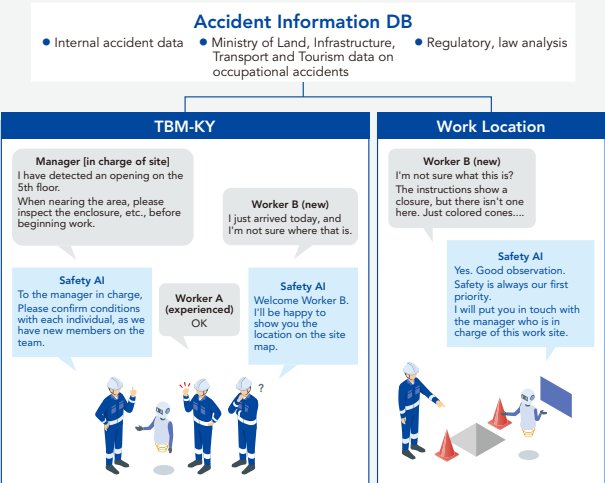 Accident Information DB
● Internal accident data
● Ministry of Land, Infrastructure,
Transport and Tourism data on
occupational accidents
● Regulatory, law analysis
TBM-KY
Manager [in charge of site]
I have detected an opening on the
5th floor.
When nearing the area, please
inspect the enclosure, etc., before
beginning work.
Worker B (new)
I just arrived today, and
I'm not sure where that is.
Safety AI
To the manager in charge,
Please confirm conditions
with each individual, as we
have new members on the
team.
Worker A
(experienced)
OK
Safety AI
Welcome Worker B.
I'll be happy to
show you the
location on the site
map.
?
Work Location
Worker B (new)
I'm not sure what this is?
The instructions show a
closure, but there isn't one
here. Just colored cones....
Safety AI
Yes. Good observation.
Safety is always our first
priority.
I will put you in touch with
the manager who is in
charge of this work site.